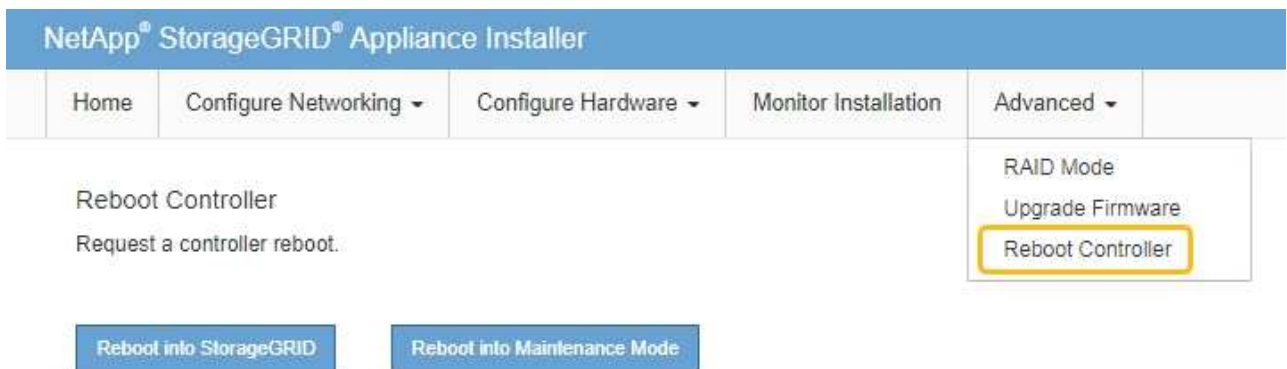 NetApp® StorageGRID® Appliance Installer
Home Configure Networking Configure Hardware Monitor Installation Advanced
RAID Mode
Upgrade Firmware
Reboot Controller
Reboot Controller
Request a controller reboot.
Reboot into StorageGRID Reboot into Maintenance Mode